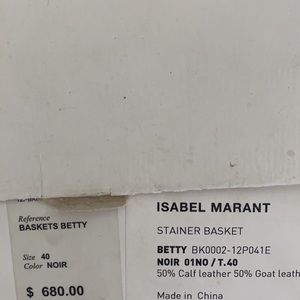 Reference
BASKETS BETTY
Size 40
Color NOIR
$ 680.00
ISABEL MARANT
STAINER BASKET
BETTY BK0002-12P041E
NOIR 01NO / T.40
50% Calf leather 50% Goat leath
Made in China